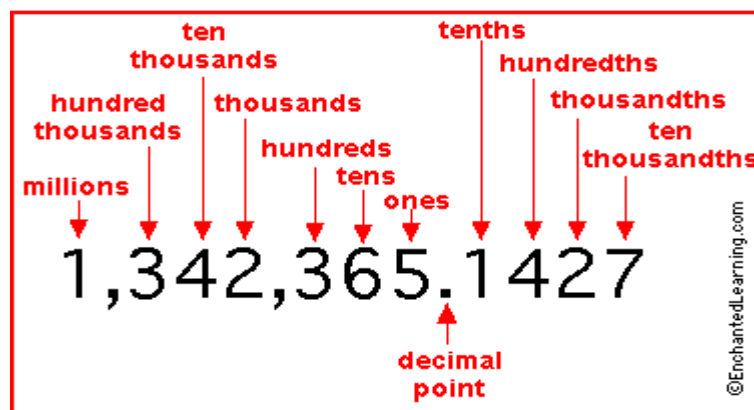 ten
thousands
tenths
hundredths
hundred
thousands
thousands
thousandths
hundreds
ten
thousandths
tens
millions
ones
1,342,365.1427
decimal
point
©EnchantedLearning.com